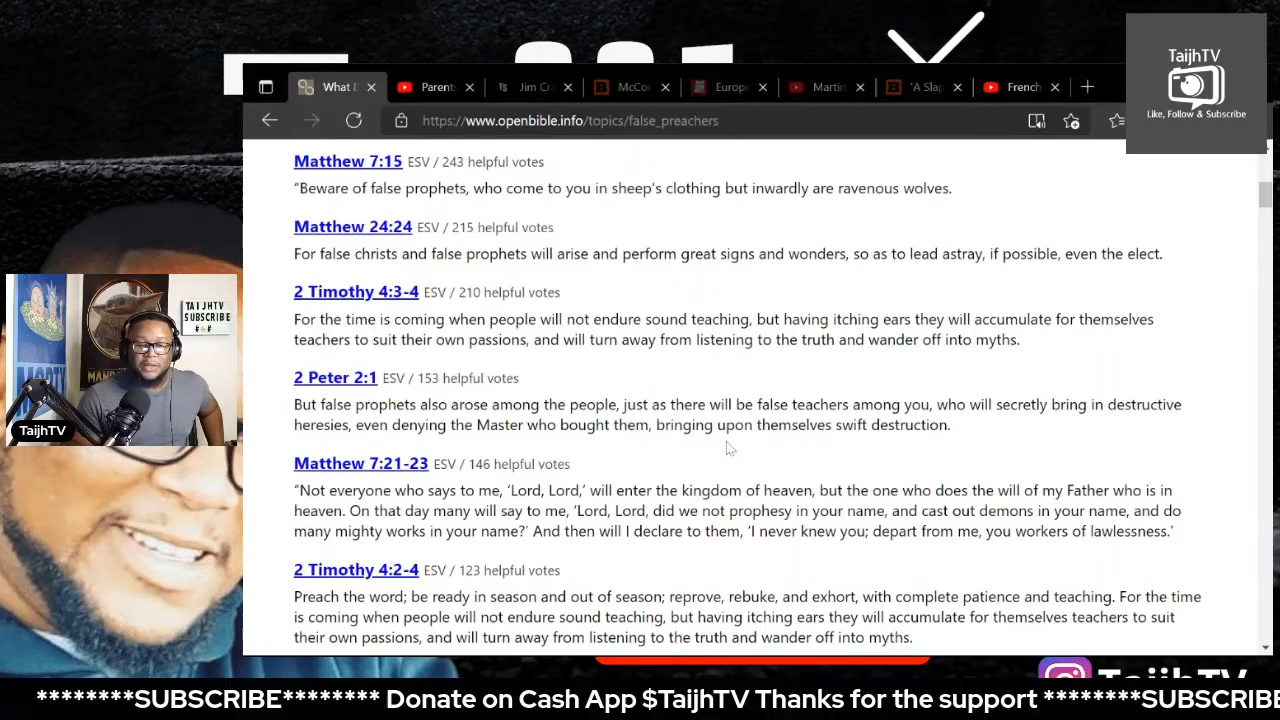 TaijhTV
Like, Follow & Subscribe
What D
Parent
Jim Cra
McCo
Europe
Martin
'A Slap
French
https://www.openbible.info/topics/false_preachers
Matthew 7:15 ESV / 243 helpful votes
“Beware of false prophets, who come to you in sheep's clothing but inwardly are ravenous wolves.
Matthew 24:24 ESV / 215 helpful votes
For false christs and false prophets will arise and perform great signs and wonders, so as to lead astray, if possible, even the elect.
2 Timothy 4:3-4 ESV / 210 helpful votes
For the time is coming when people will not endure sound teaching, but having itching ears they will accumulate for themselves
teachers to suit their own passions, and will turn away from listening to the truth and wander off into myths.
2 Peter 2:1 ESV / 153 helpful votes
But false prophets also arose among the people, just as there will be false teachers among you, who will secretly bring in destructive
heresies, even denying the Master who bought them, bringing upon themselves swift destruction.
Matthew 7:21-23 ESV / 146 helpful votes
“Not everyone who says to me, ‘Lord, Lord,’ will enter the kingdom of heaven, but the one who does the will of my Father who is in
heaven. On that day many will say to me, ‘Lord, Lord, did we not prophesy in your name, and cast out demons in your name, and do
many mighty works in your name?’ And then will I declare to them, ‘I never knew you; depart from me, you workers of lawlessness.’
2 Timothy 4:2-4 ESV / 123 helpful votes
Preach the word; be ready in season and out of season; reprove, rebuke, and exhort, with complete patience and teaching. For the time
is coming when people will not endure sound teaching, but having itching ears they will accumulate for themselves teachers to suit
their own passions, and will turn away from listening to the truth and wander off into myths.
TAIJHTV
SUBSCRIBE
TaijhTV
********SUBSCRIBE******** Donate on Cash App $TaijhTV Thanks for the support ********SUBSCRIBE